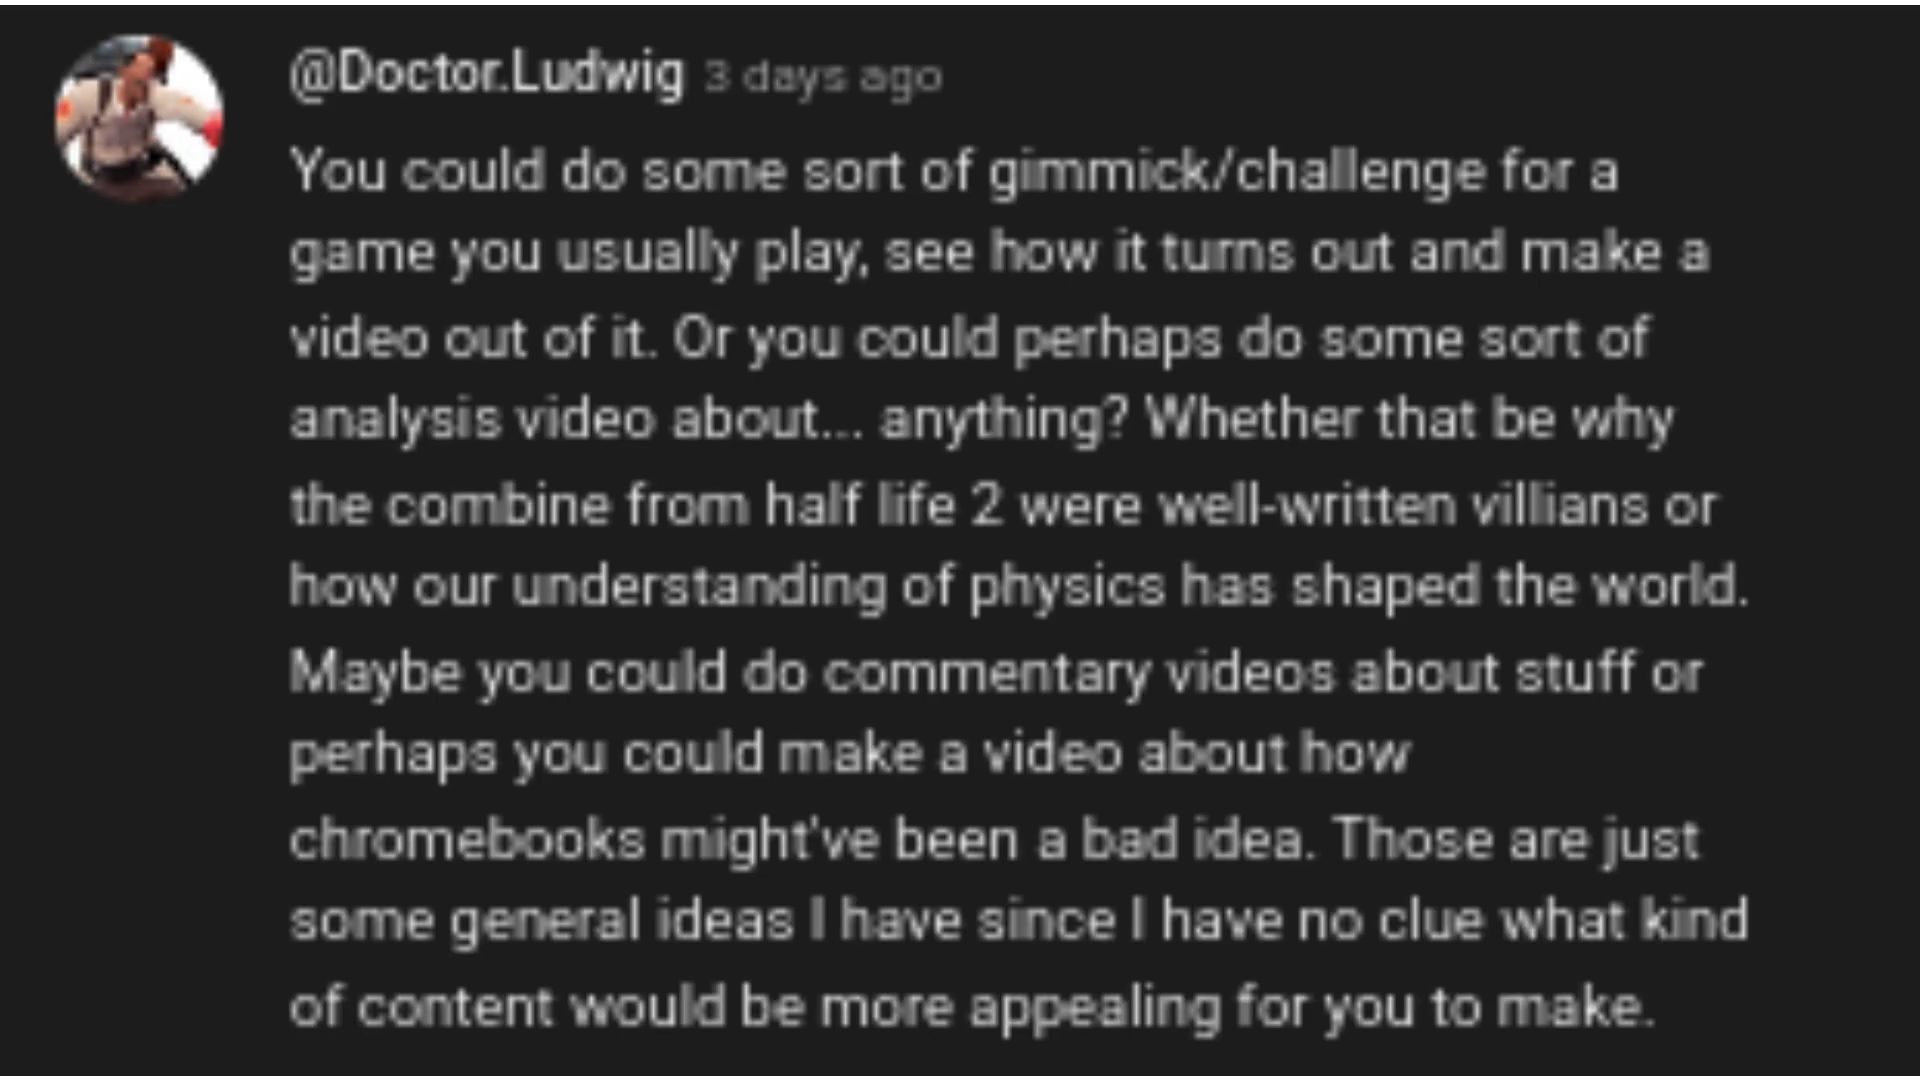 @Doctor.Ludwig 3 days ago
You could do some sort of gimmick/challenge for a
game you usually play, see how it turns out and make a
video out of it. Or you could perhaps do some sort of
analysis video about... anything? Whether that be why
the combine from half life 2 were well-written villians or
how our understanding of physics has shaped the world.
Maybe you could do commentary videos about stuff or
perhaps you could make a video about how
chromebooks might've been a bad idea. Those are just
some general ideas I have since I have no clue what kind
of content would be more appealing for you to make.